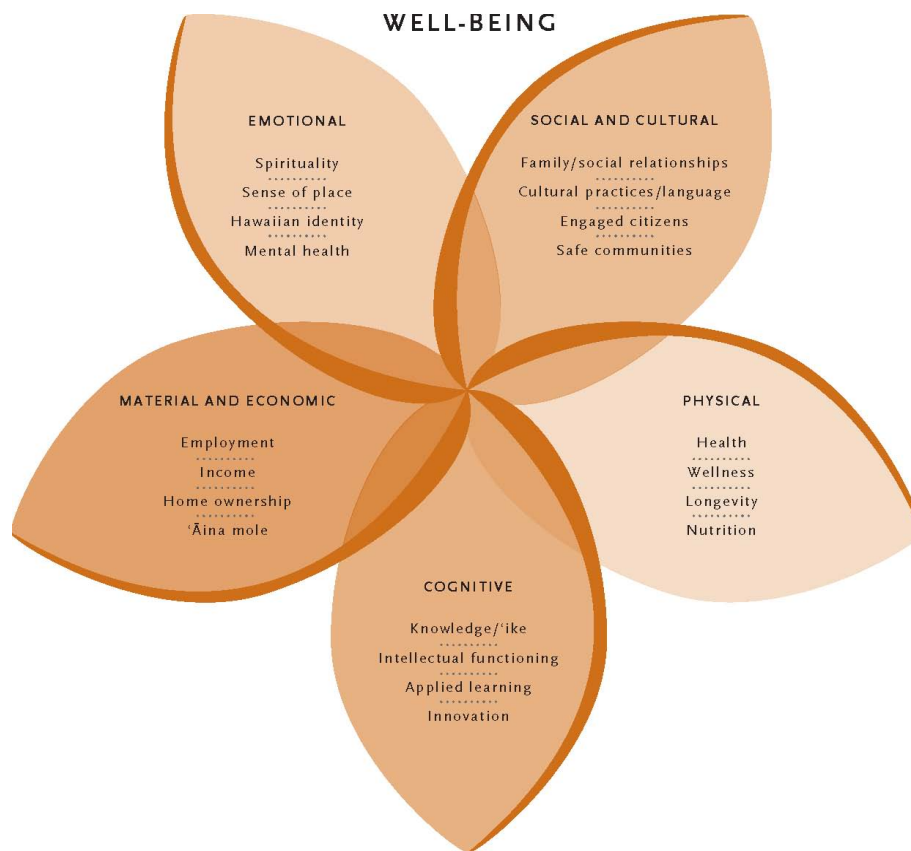 WELL-BEING
EMOTIONAL
Spirituality
Sense of place
Hawaiian identity
Mental health
SOCIAL AND CULTURAL
Family/social relationships
Cultural practices/language
Engaged citizens
Safe communities
MATERIAL AND ECONOMIC
Employment
Income
Home ownership
ʻĀina mole
PHYSICAL
Health
Wellness
Longevity
Nutrition
COGNITIVE
Knowledge/ʻike
Intellectual functioning
Applied learning
Innovation